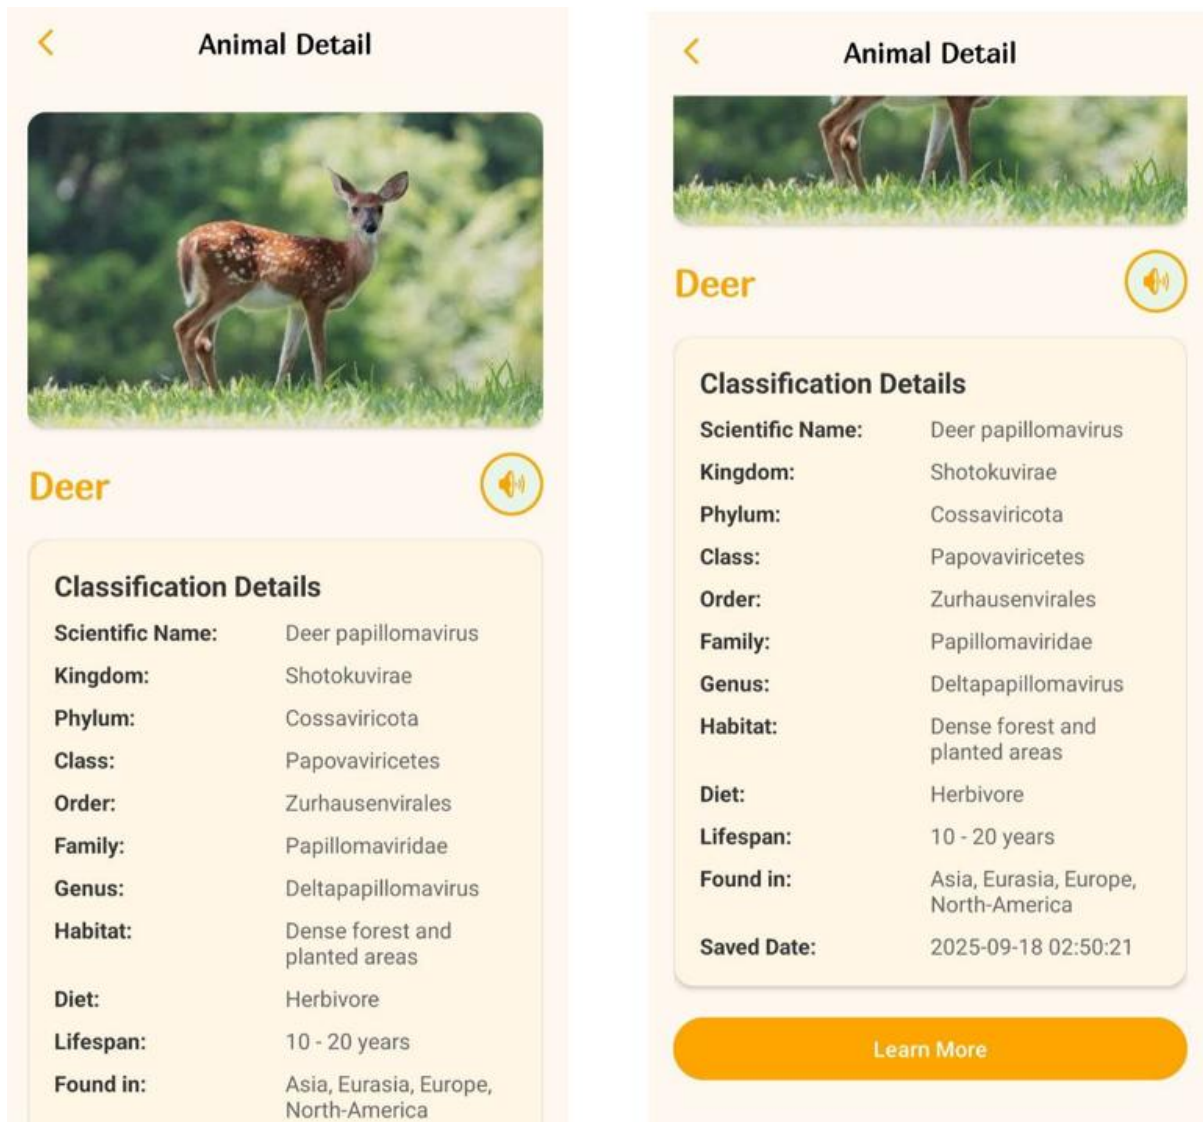 Animal Detail
Deer
Classification Details
Scientific Name: Deer papillomavirus
Kingdom: Shotokuvirae
Phylum: Cossaviricota
Class: Papovaviricetes
Order: Zurhausenvirales
Family: Papillomaviridae
Genus: Deltapapillomavirus
Habitat: Dense forest and
planted areas
Diet: Herbivore
Lifespan: 10 - 20 years
Found in: Asia, Eurasia, Europe,
North-America
Animal Detail
Deer
Classification Details
Scientific Name: Deer papillomavirus
Kingdom: Shotokuvirae
Phylum: Cossaviricota
Class: Papovaviricetes
Order: Zurhausenvirales
Family: Papillomaviridae
Genus: Deltapapillomavirus
Habitat: Dense forest and
planted areas
Diet: Herbivore
Lifespan: 10 - 20 years
Found in: Asia, Eurasia, Europe,
North-America
Saved Date: 2025-09-18 02:50:21
Learn More